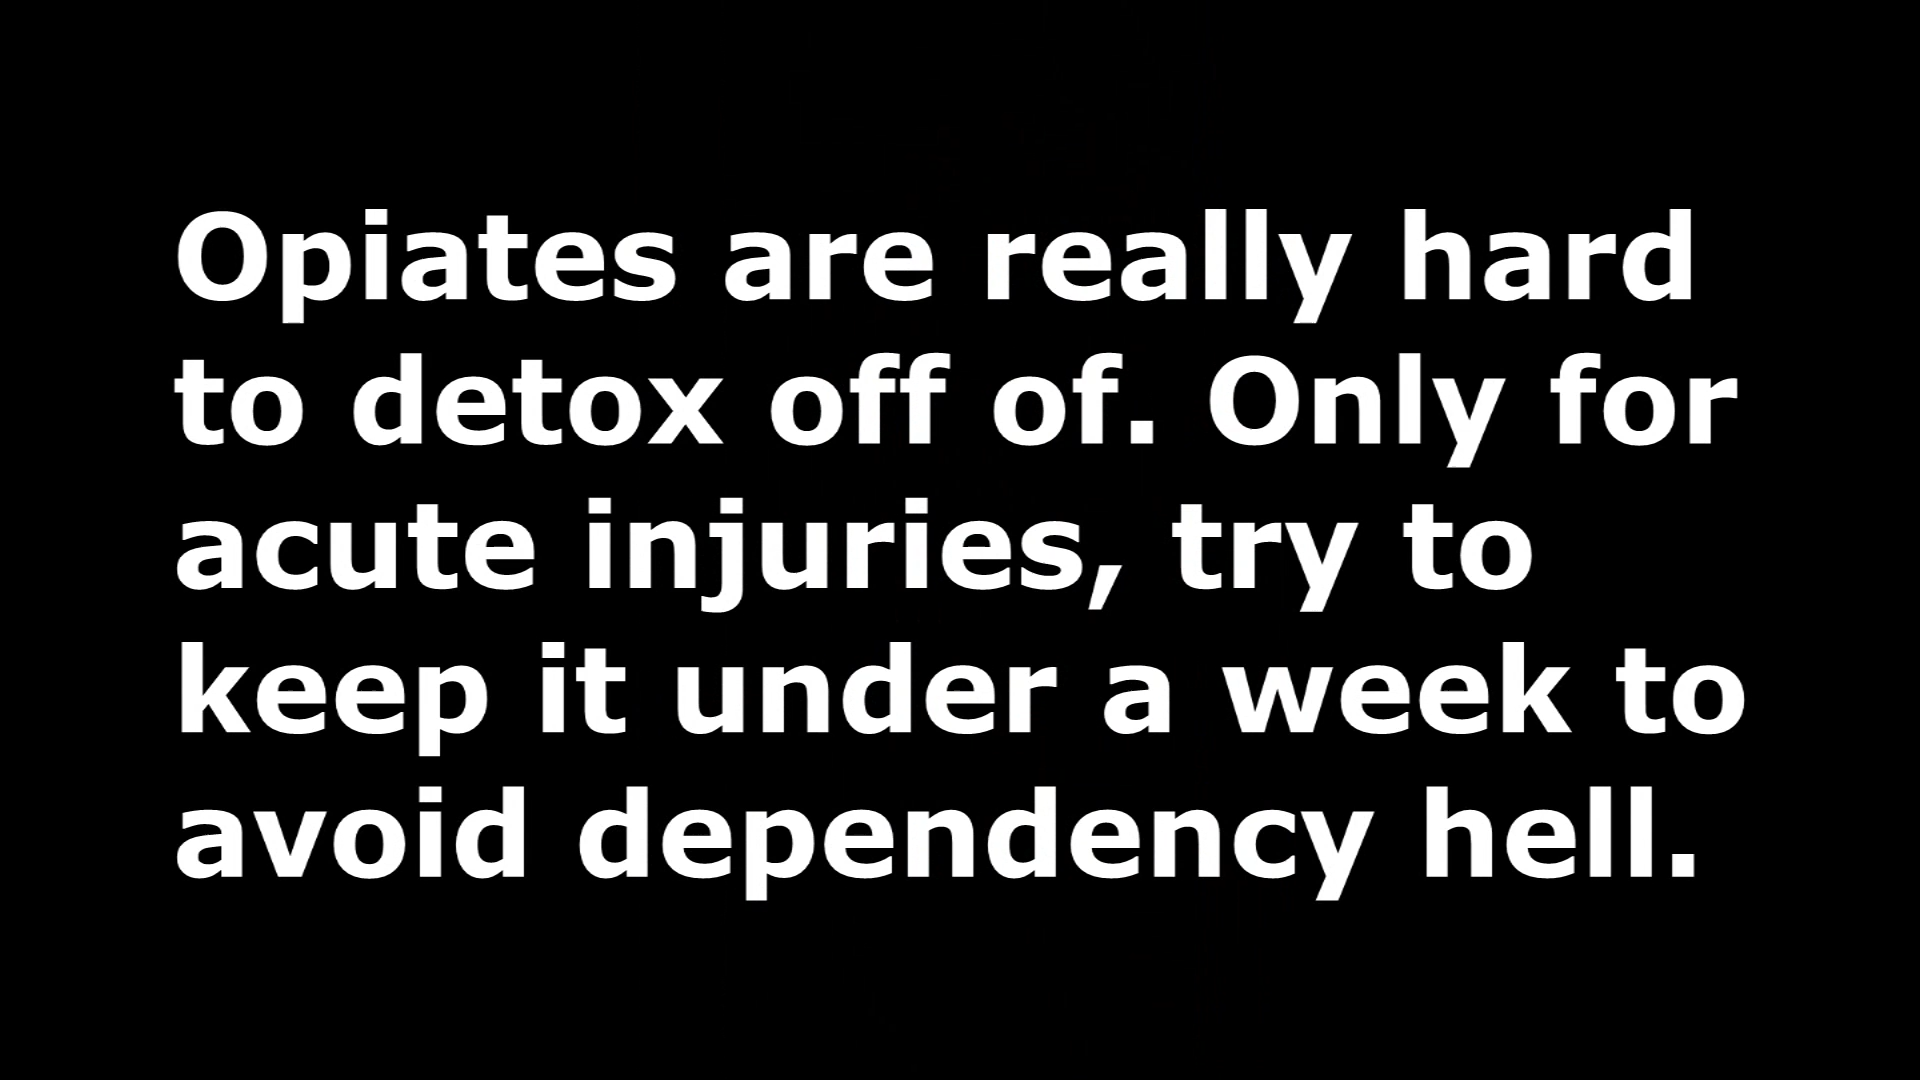 Opiates are really hard
to detox off of. Only for
acute injuries, try to
keep it under a week to
avoid dependency hell.